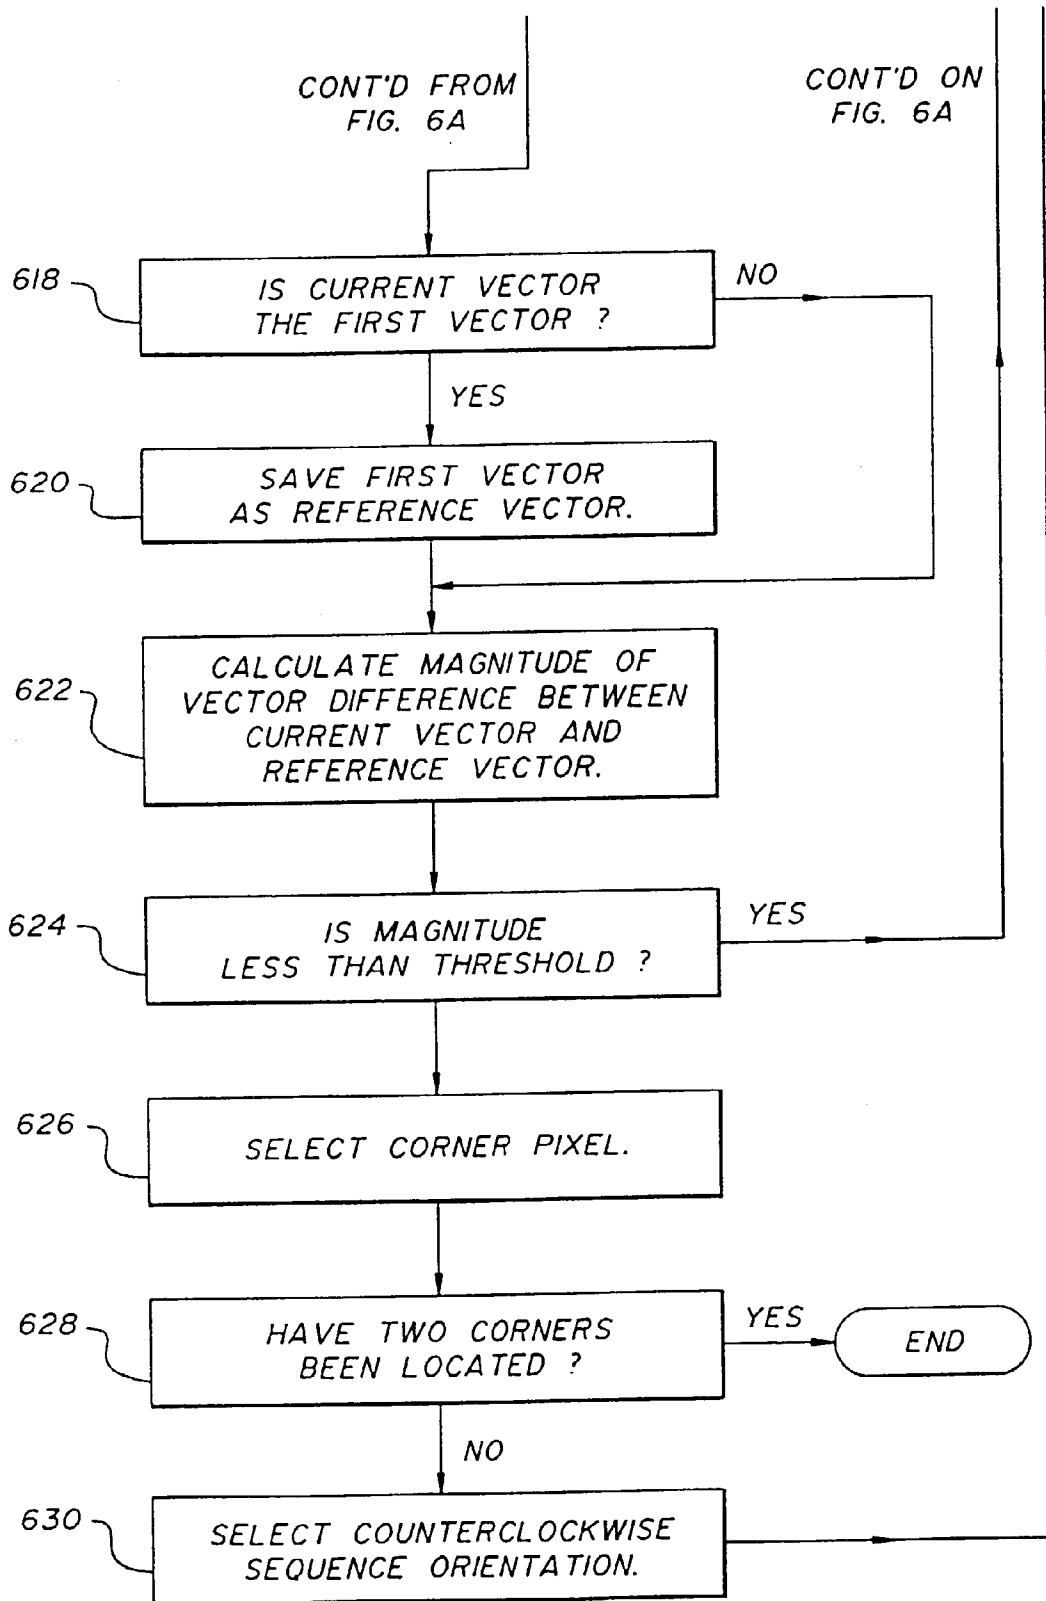 CONT'D FROM
FIG. 6A
CONT'D ON
FIG. 6A
618
IS CURRENT VECTOR
THE FIRST VECTOR ?
NO
YES
620
SAVE FIRST VECTOR
AS REFERENCE VECTOR.
622
CALCULATE MAGNITUDE OF
VECTOR DIFFERENCE BETWEEN
CURRENT VECTOR AND
REFERENCE VECTOR.
624
IS MAGNITUDE
LESS THAN THRESHOLD ?
YES
626
SELECT CORNER PIXEL.
628
HAVE TWO CORNERS
BEEN LOCATED ?
YES
END
NO
630
SELECT COUNTERCLOCKWISE
SEQUENCE ORIENTATION.